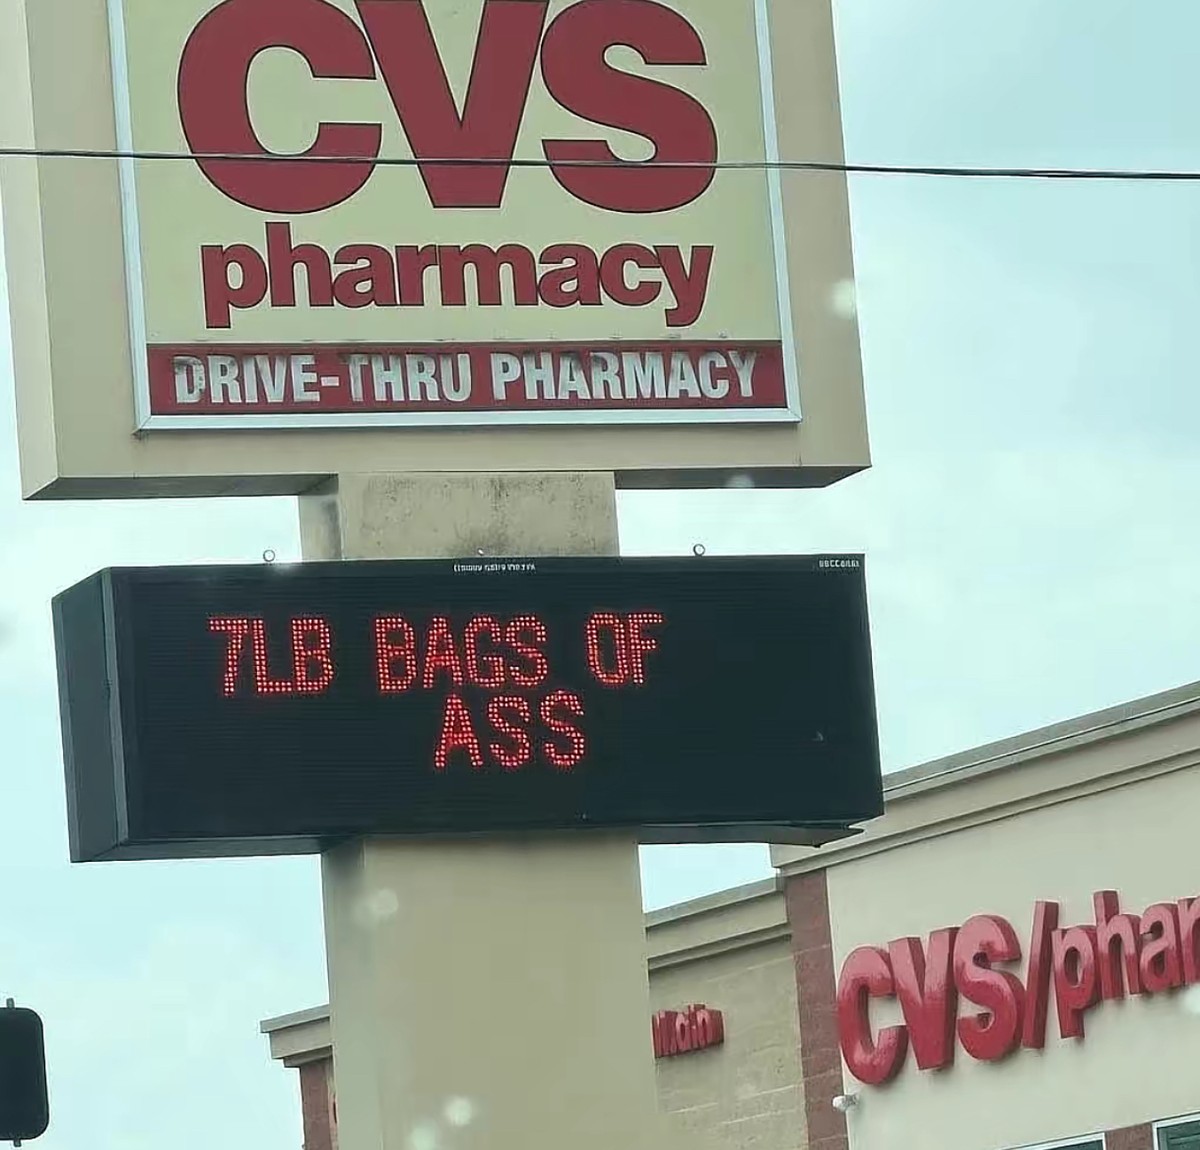 CVS
pharmacy
DRIVE-THRU PHARMACY
7LB BAGS OF
ASS
CVS/phar